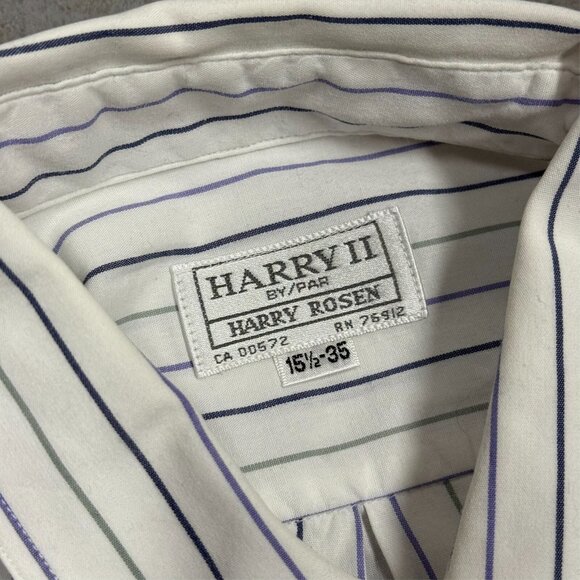 HARRY II
BY/PAR
HARRY ROSEN
CA 00572 RN 76912
15½-35